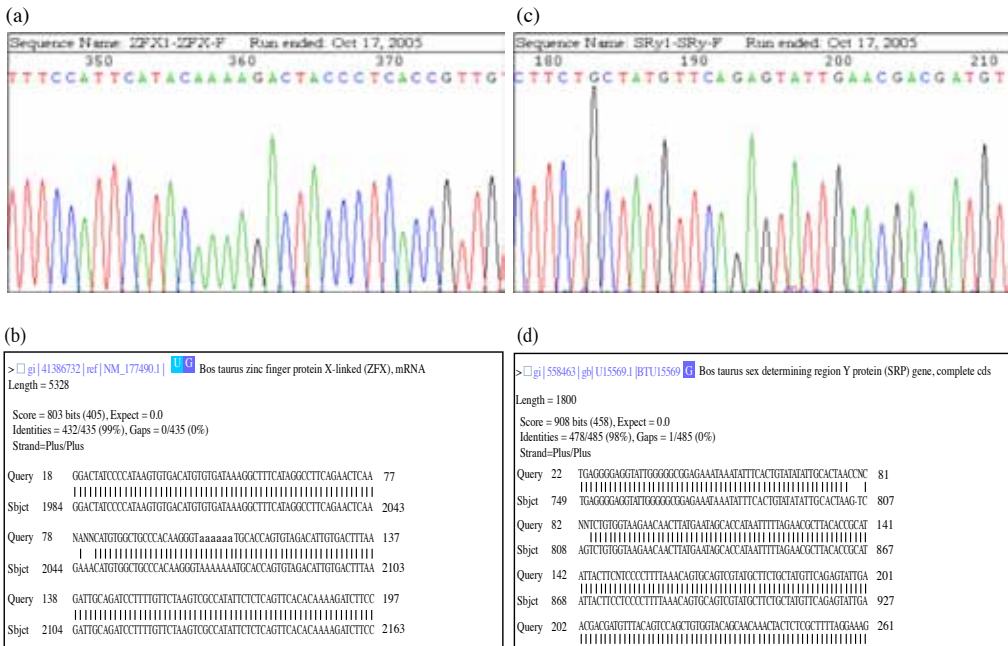 (a)
Sequence Name: ZFX1-ZFX-F Run ended: Oct 17, 2005
350 360 370
TTTCCATTCATACAAAAGACTACCCTCACCGTTG
(c)
Sequence Name: SRy1-SRy-F Run ended: Oct 17, 2005
180 190 200 210
CTTCTGCTATGTTCAGAGTATTGAACGACGATGT
(b)
>gi|41386732|ref|NM_177490.1| U G Bos taurus zinc finger protein X-linked (ZFX), mRNA
Length = 5328
Score = 803 bits (405), Expect = 0.0
Identities = 432/435 (99%), Gaps = 0/435 (0%)
Strand=Plus/Plus
Query 18 GGACTATCCCCATAAGTGTGACATGTGTGATAAAGGCTTTCATAGGCCTTCAGAACTCAA 77
Sbjct 1984 GGACTATCCCCATAAGTGTGACATGTGTGATAAAGGCTTTCATAGGCCTTCAGAACTCAA 2043
Query 78 NANNCATGTGGCTGCCCACAAGGGTaaaaaaTGCACCAGTGTAGACATTGTGACTTTAA 137
Sbjct 2044 GAAACATGTGGCTGCCCACAAGGGTAAAAAAATGCACCAGTGTAGACATTGTGACTTTAA 2103
Query 138 GATTGCAGATCCTTTTGTTCTAAGTCGCCATATTCTCTCAGTTCACACAAAAGATCTTCC 197
Sbjct 2104 GATTGCAGATCCTTTTGTTCTAAGTCGCCATATTCTCTCAGTTCACACAAAAGATCTTCC 2163
(d)
>gi|558463|gb|U15569.1|BTU15569 G Bos taurus sex determining region Y protein (SRP) gene, complete cds
Length = 1800
Score = 908 bits (458), Expect = 0.0
Identities = 478/485 (98%), Gaps = 1/485 (0%)
Strand=Plus/Plus
Query 22 TGAGGGGAGGTATTGGGGGCGGAGAAATAAATATTTCACTGTATATATTGCACTAACCNC 81
Sbjct 749 TGAGGGGAGGTATTGGGGGCGGAGAAATAAATATTTCACTGTATATATTGCACTAAG-TC 807
Query 82 NNTCTGTGGTAAGAACAACTTATGAATAGCACCATAATTTTTAGAACGCTTACACCGCAT 141
Sbjct 808 AGTCTGTGGTAAGAACAACTTATGAATAGCACCATAATTTTTAGAACGCTTACACCGCAT 867
Query 142 ATTACTTCNTCCCCTTTTAAACAGTGCAGTCGTATGCTTCTGCTATGTTCAGAGTATTGA 201
Sbjct 868 ATTACTTCCTCCCCTTTTAAACAGTGCAGTCGTATGCTTCTGCTATGTTCAGAGTATTGA 927
Query 202 ACGACGATGTTTACAGTCCAGCTGTGGTACAGCAACAAACTACTCTCGCTTTTAGGAAAG 261